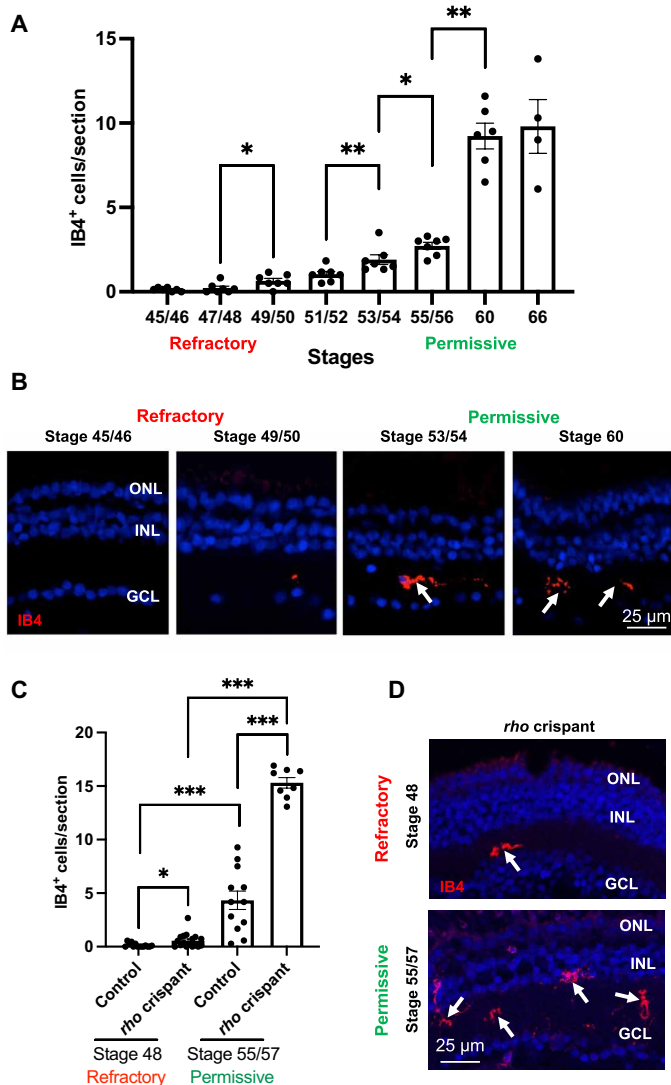 A
IB4⁺ cells/section
15
10
5
0
*
**
*
**
45/46 47/48 49/50 51/52 53/54 55/56 60 66
Refractory Permissive
Stages
B
Refractory Permissive
Stage 45/46 Stage 49/50 Stage 53/54 Stage 60
ONL
INL
GCL
IB4
25 µm
C
IB4⁺ cells/section
20
15
10
5
0
***
***
***
*
Control
rho crispant
Control
rho crispant
Stage 48 Stage 55/57
Refractory Permissive
D
rho crispant
Refractory
Stage 48
ONL
INL
IB4
GCL
Permissive
Stage 55/57
ONL
INL
GCL
25 µm